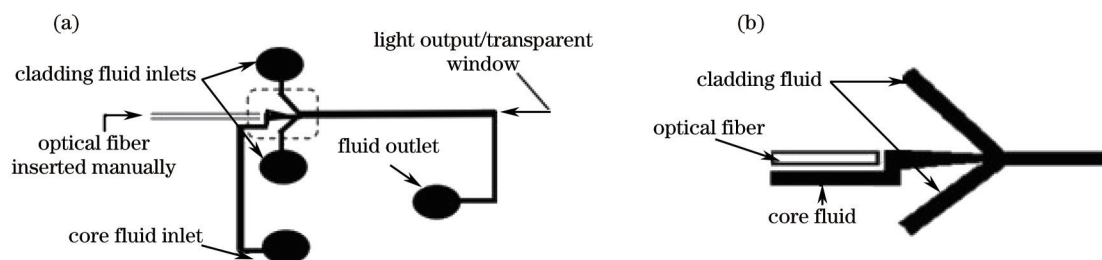 (a)
cladding fluid inlets
light output/transparent
window
optical fiber
inserted manually
fluid outlet
core fluid inlet
(b)
cladding fluid
optical fiber
core fluid